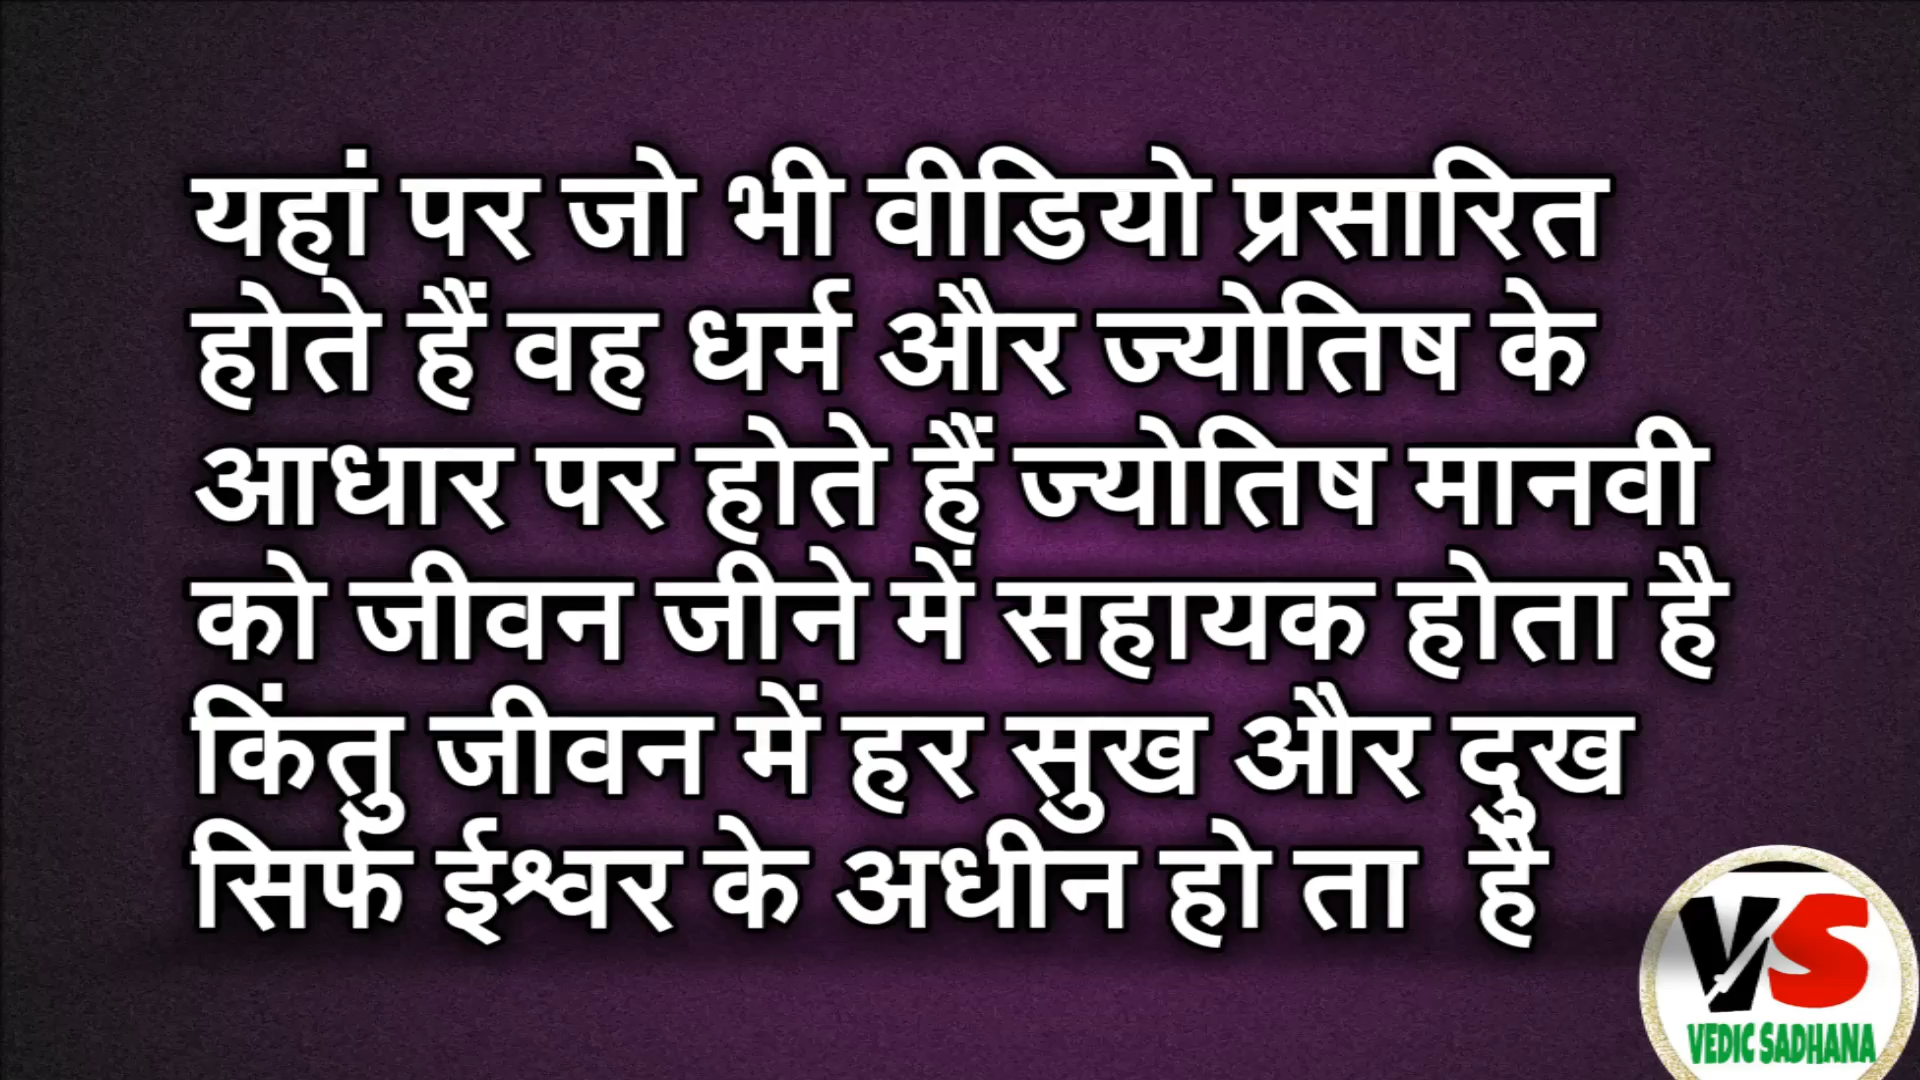 यहां पर जो भी वीडियो प्रसारित
होते हैं वह धर्म और ज्योतिष के
आधार पर होते हैं ज्योतिष मानवी
को जीवन जीने में सहायक होता है
किंतु जीवन में हर सुख और दुख
सिर्फ ईश्वर के अधीन हो ता है
VS
VEDIC SADHANA